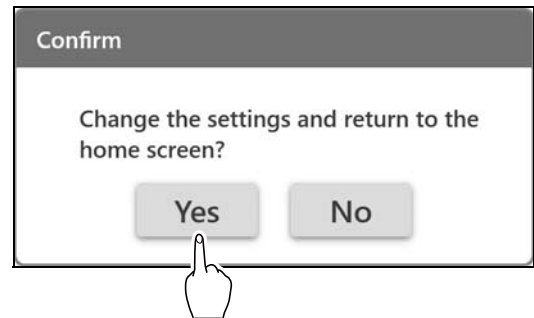 Confirm
Change the settings and return to the
home screen?
Yes No